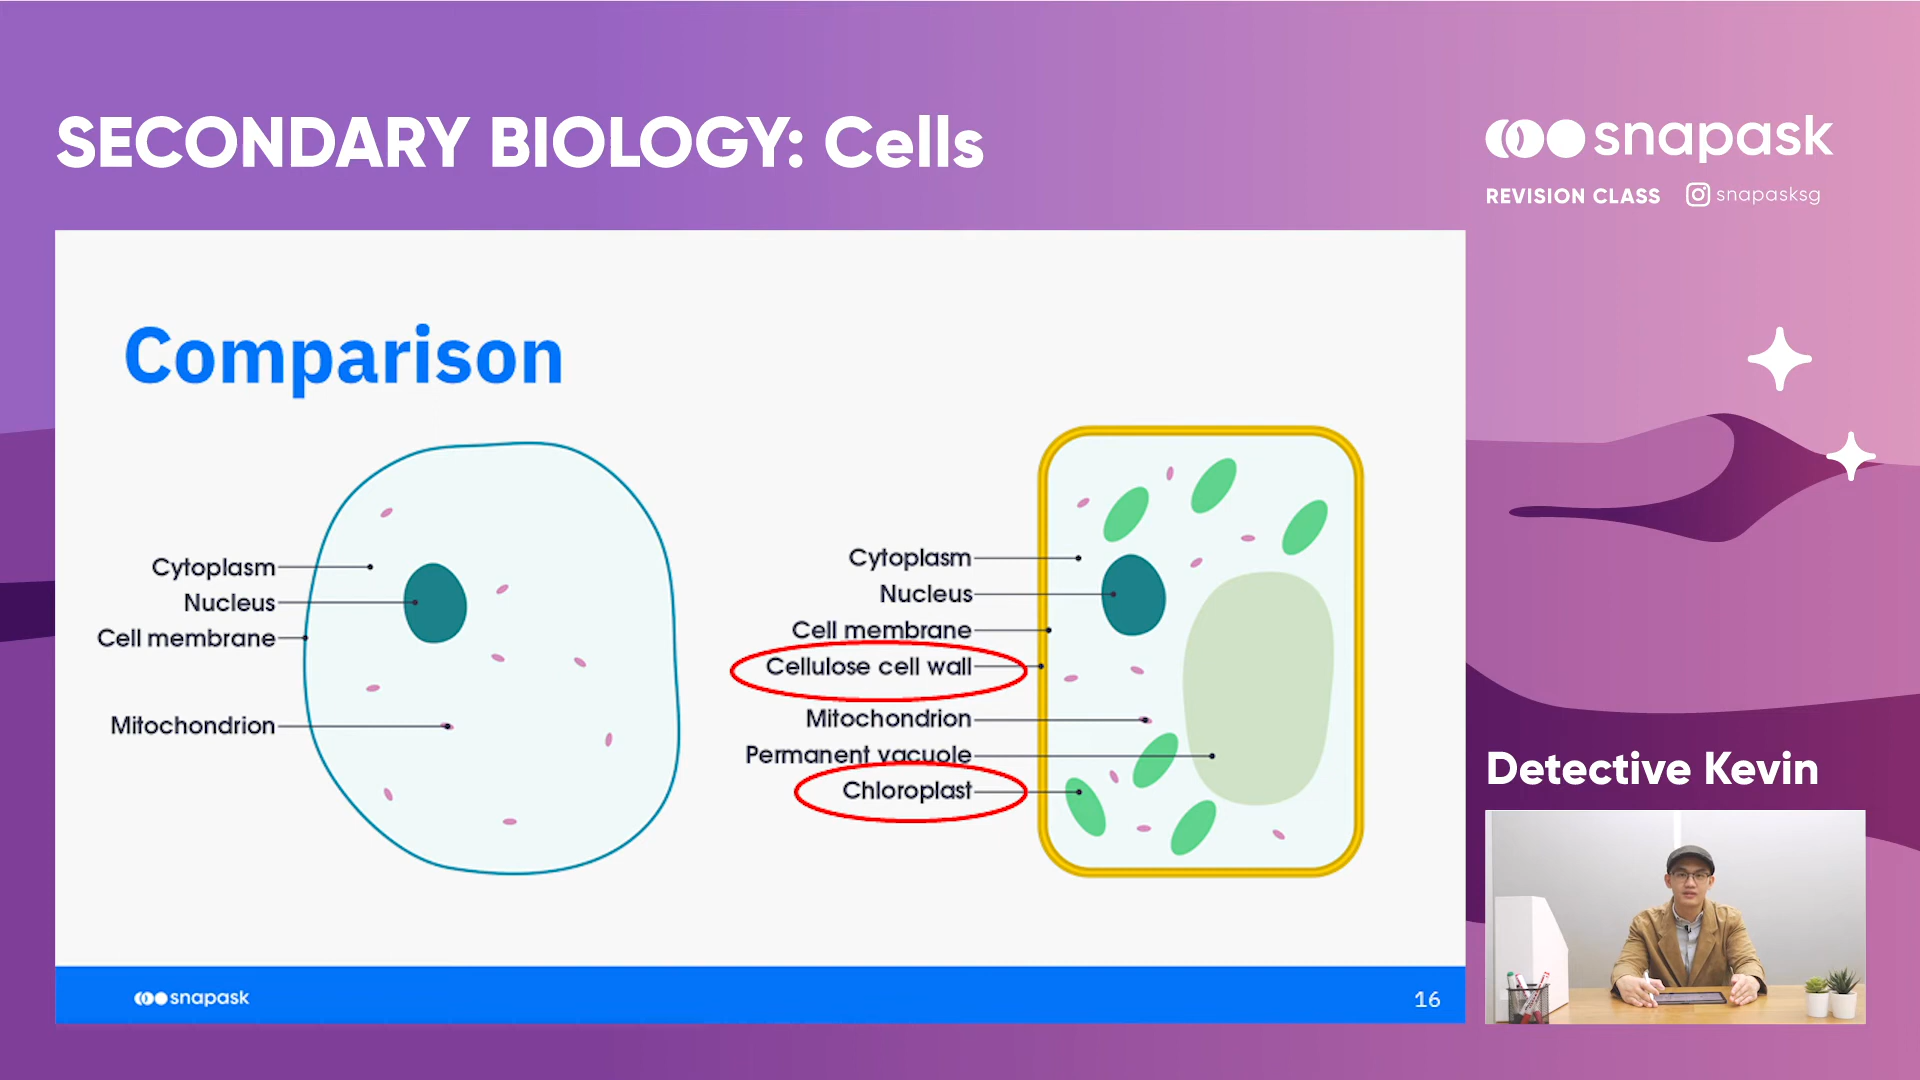 SECONDARY BIOLOGY: Cells
snapask
REVISION CLASS
snapasksg
Comparison
Cytoplasm
Nucleus
Cell membrane
Mitochondrion
Cytoplasm
Nucleus
Cell membrane
Cellulose cell wall
Mitochondrion
Permanent vacuole
Chloroplast
Detective Kevin
snapask
16